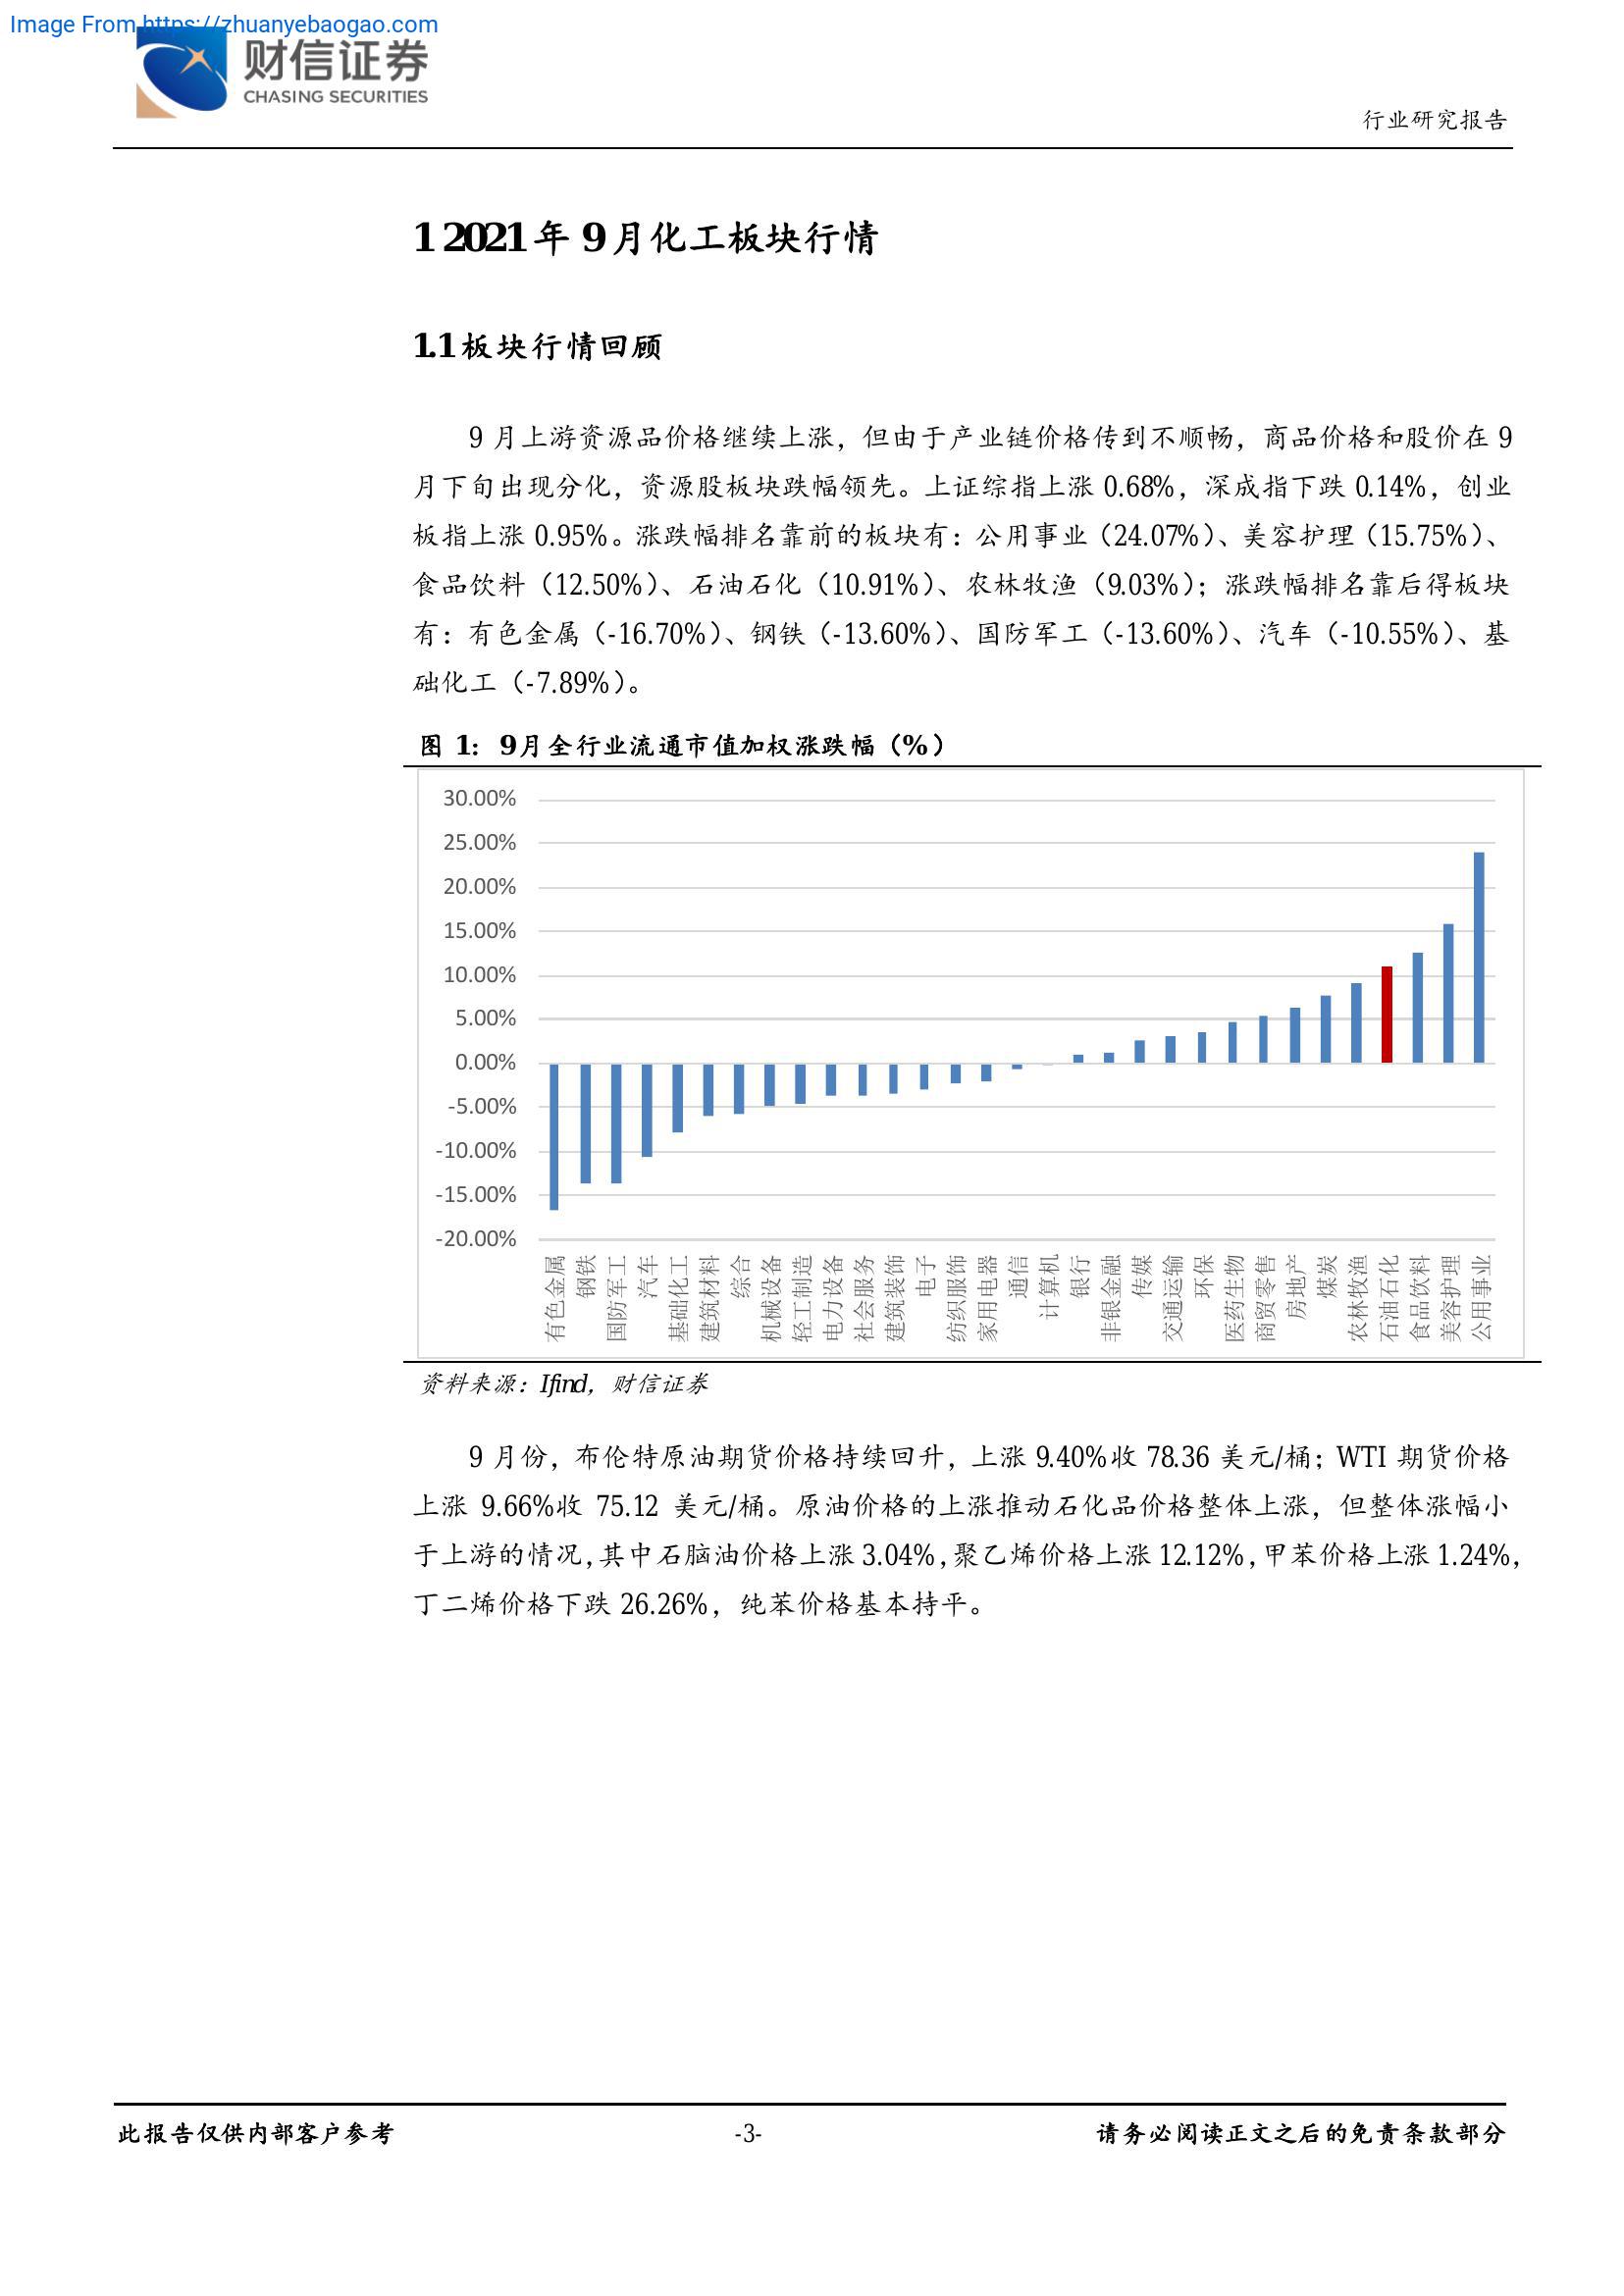 Image From https://zhuanyebaogao.com
财信证券
CHASING SECURITIES
行业研究报告
1 2021 年 9 月化工板块行情
1.1 板块行情回顾
9 月上游资源品价格继续上涨，但由于产业链价格传到不顺畅，商品价格和股价在 9
月下旬出现分化，资源股板块跌幅领先。上证综指上涨 0.68%，深成指下跌 0.14%，创业
板指上涨 0.95%。涨跌幅排名靠前的板块有：公用事业（24.07%）、美容护理（15.75%）、
食品饮料（12.50%）、石油石化（10.91%）、农林牧渔（9.03%）；涨跌幅排名靠后得板块
有：有色金属（-16.70%）、钢铁（-13.60%）、国防军工（-13.60%）、汽车（-10.55%）、基
础化工（-7.89%）。
图 1：9月全行业流通市值加权涨跌幅（%）
30.00%
25.00%
20.00%
15.00%
10.00%
5.00%
0.00%
-5.00%
-10.00%
-15.00%
-20.00%
有色金属
钢铁
国防军工
汽车
基础化工
建筑材料
综合
机械设备
轻工制造
电力设备
社会服务
建筑装饰
电子
纺织服饰
家用电器
通信
计算机
银行
非银金融
传媒
交通运输
环保
医药生物
商贸零售
房地产
煤炭
农林牧渔
石油石化
食品饮料
美容护理
公用事业
资料来源：Ifind，财信证券
9 月份，布伦特原油期货价格持续回升，上涨 9.40%收 78.36 美元/桶；WTI 期货价格
上涨 9.66%收 75.12 美元/桶。原油价格的上涨推动石化品价格整体上涨，但整体涨幅小
于上游的情况，其中石脑油价格上涨 3.04%，聚乙烯价格上涨 12.12%，甲苯价格上涨 1.24%，
丁二烯价格下跌 26.26%，纯苯价格基本持平。
此报告仅供内部客户参考
-3-
请务必阅读正文之后的免责条款部分